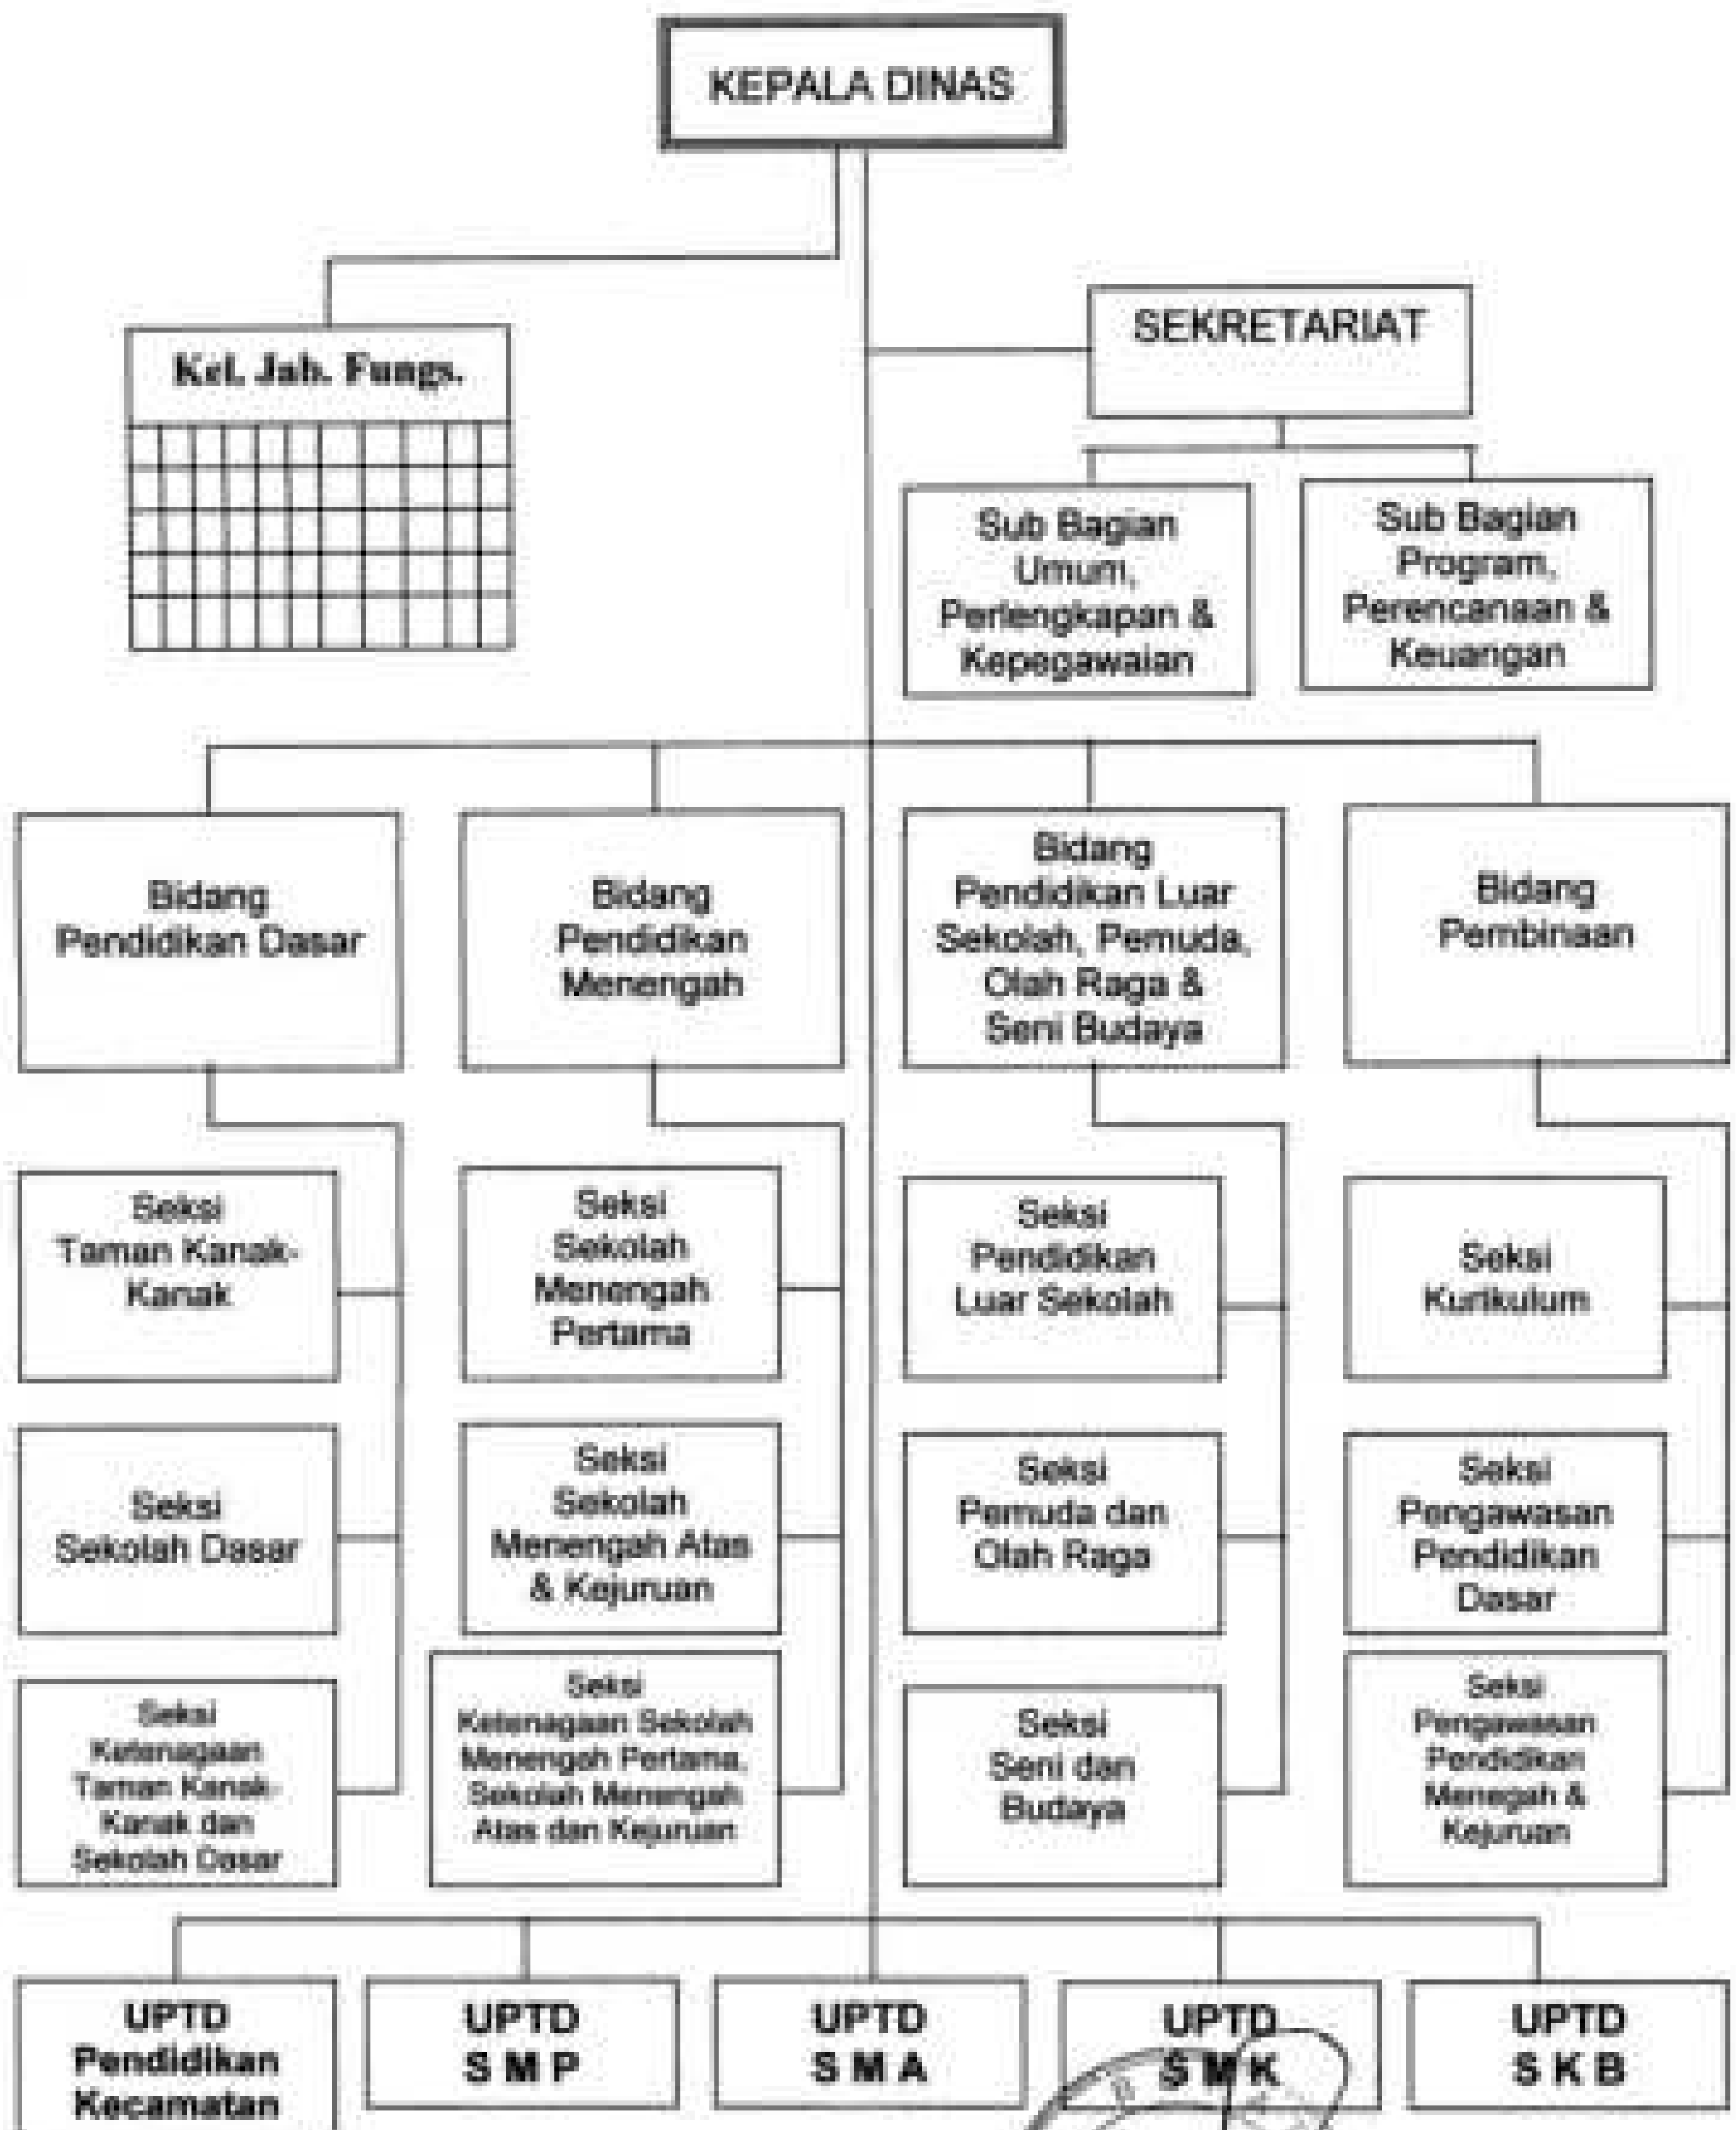 KEPALA DINAS
Kel. Jab. Fungs.
SEKRETARIAT
Sub Bagian
Umum,
Perlengkapan &
Kepegawaian
Sub Bagian
Program,
Perencanaan &
Keuangan
Bidang
Pendidikan Dasar
Bidang
Pendidikan
Menengah
Bidang
Pendidikan Luar
Sekolah, Pemuda,
Olah Raga &
Seni Budaya
Bidang
Pembinaan
Seksi
Taman Kanak-
Kanak
Seksi
Sekolah
Menengah
Pertama
Seksi
Pendidikan
Luar Sekolah
Seksi
Kurikulum
Seksi
Sekolah Dasar
Seksi
Sekolah
Menengah Atas
& Kejuruan
Seksi
Pemuda dan
Olah Raga
Seksi
Pengawasan
Pendidikan
Dasar
Seksi
Ketenagaan
Taman Kanak-
Kanak dan
Sekolah Dasar
Seksi
Ketenagaan Sekolah
Menengah Pertama,
Sekolah Menengah
Atas dan Kejuruan
Seksi
Seni dan
Budaya
Seksi
Pengawasan
Pendidikan
Menegah &
Kejuruan
UPTD
Pendidikan
Kecamatan
UPTD
S M P
UPTD
S M A
UPTD
S M K
UPTD
S K B